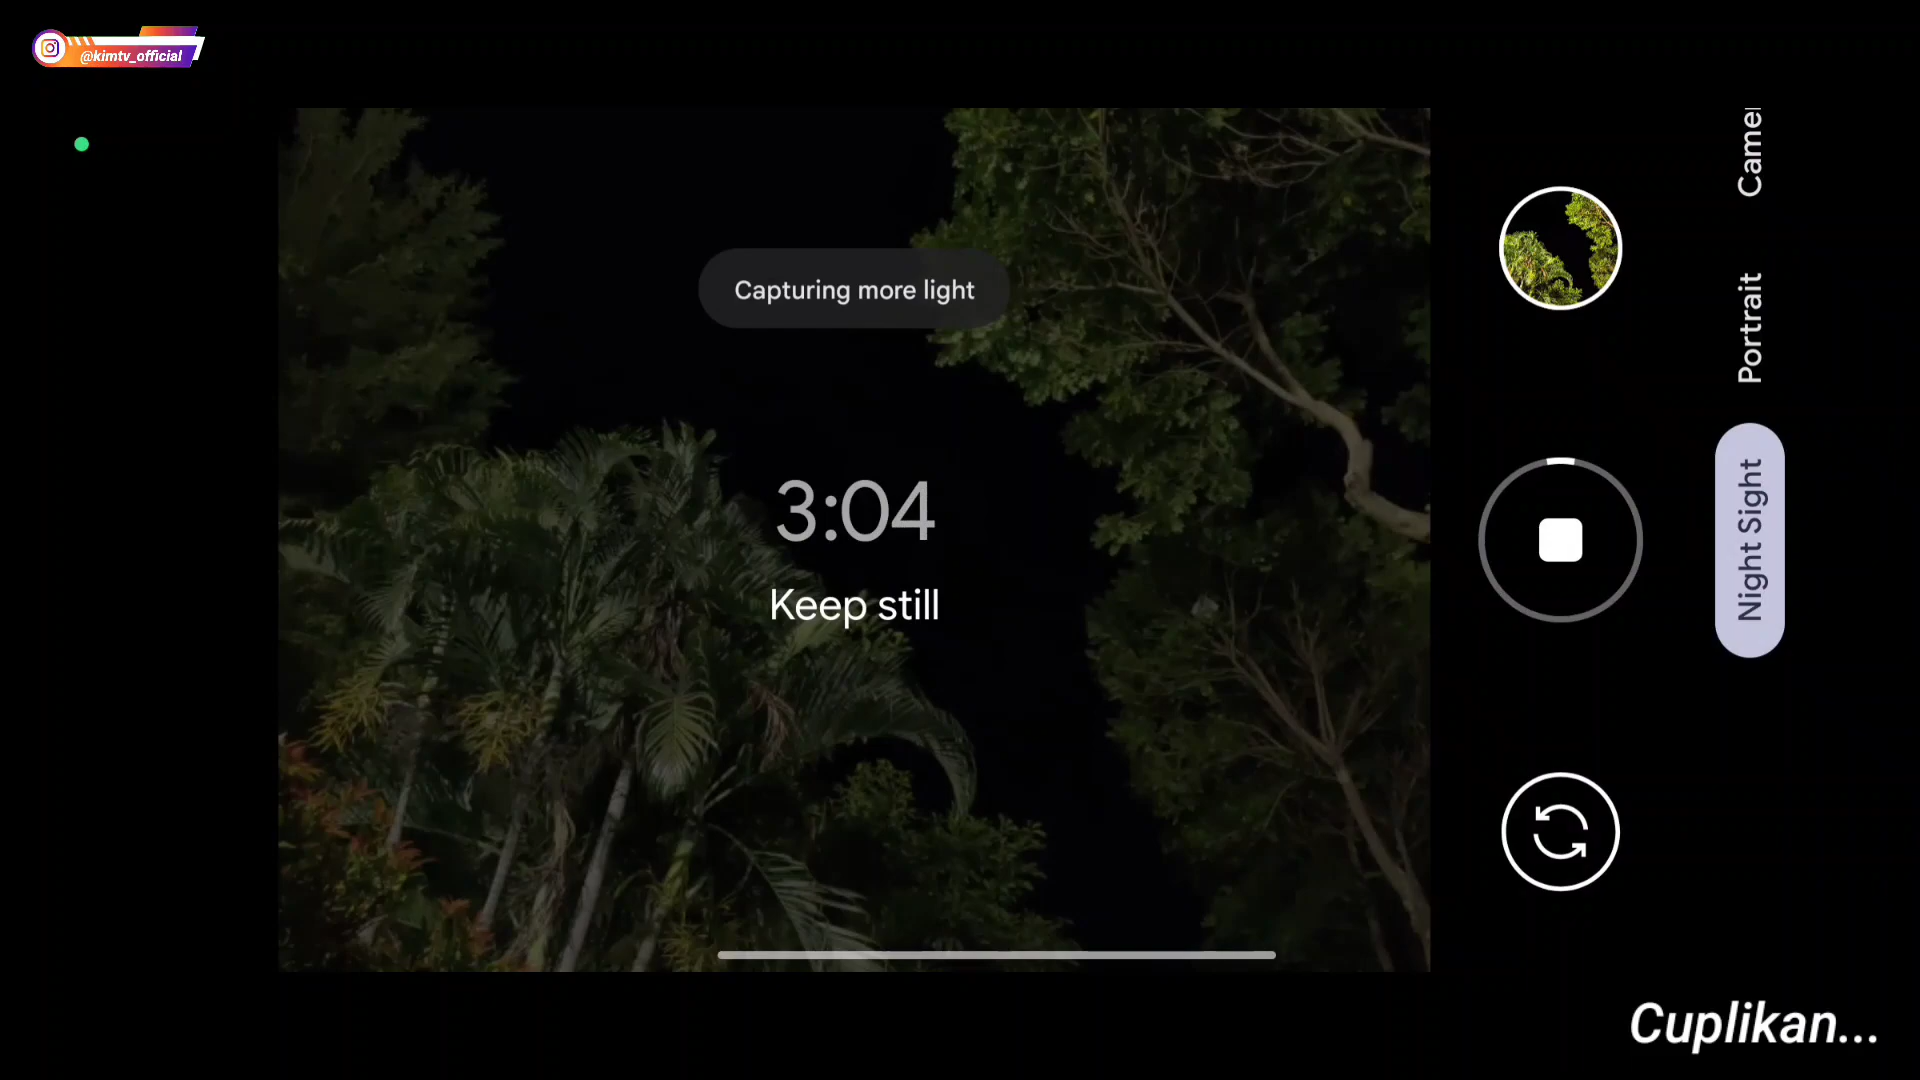 @kimtv_official
Camer
Portrait
Night Sight
Capturing more light
3:04
Keep still
Cuplikan...